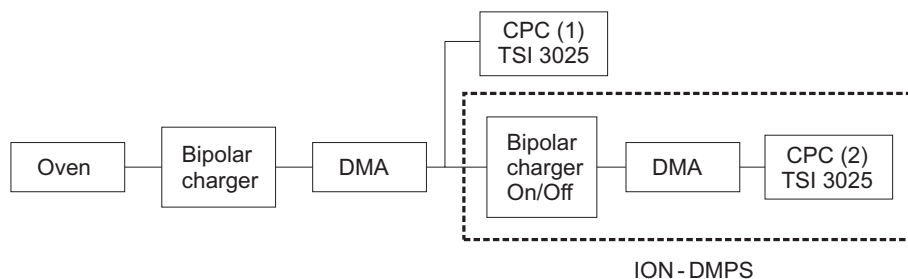 CPC (1)
TSI 3025
Oven
Bipolar
charger
DMA
Bipolar
charger
On/Off
DMA
CPC (2)
TSI 3025
ION - DMPS